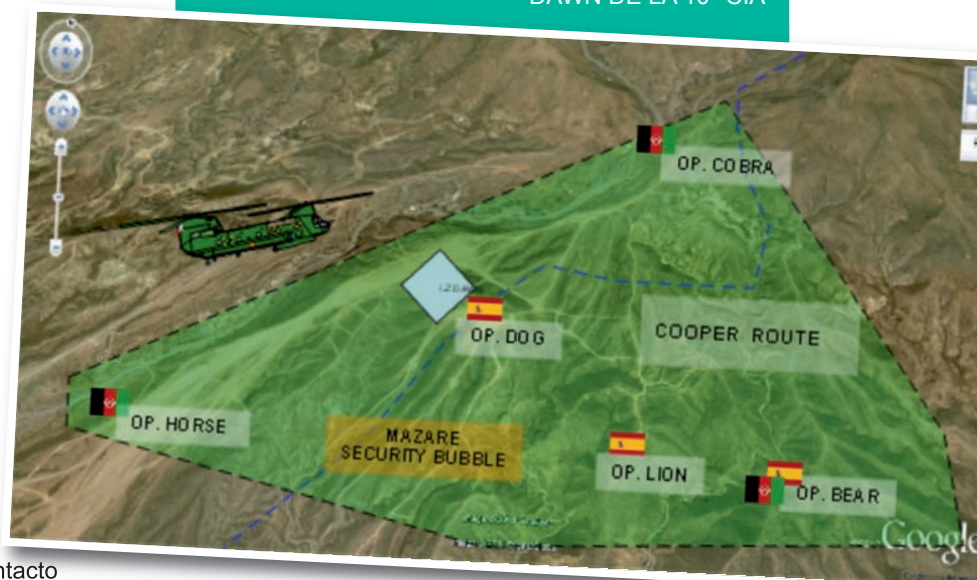 DAWN DE LA 10ª CIA
OP. COBRA
OP. DOG
COOPER ROUTE
OP. HORSE
MAZARE
SECURITY BUBBLE
OP. LION
OP. BEAR
Google
ntacto